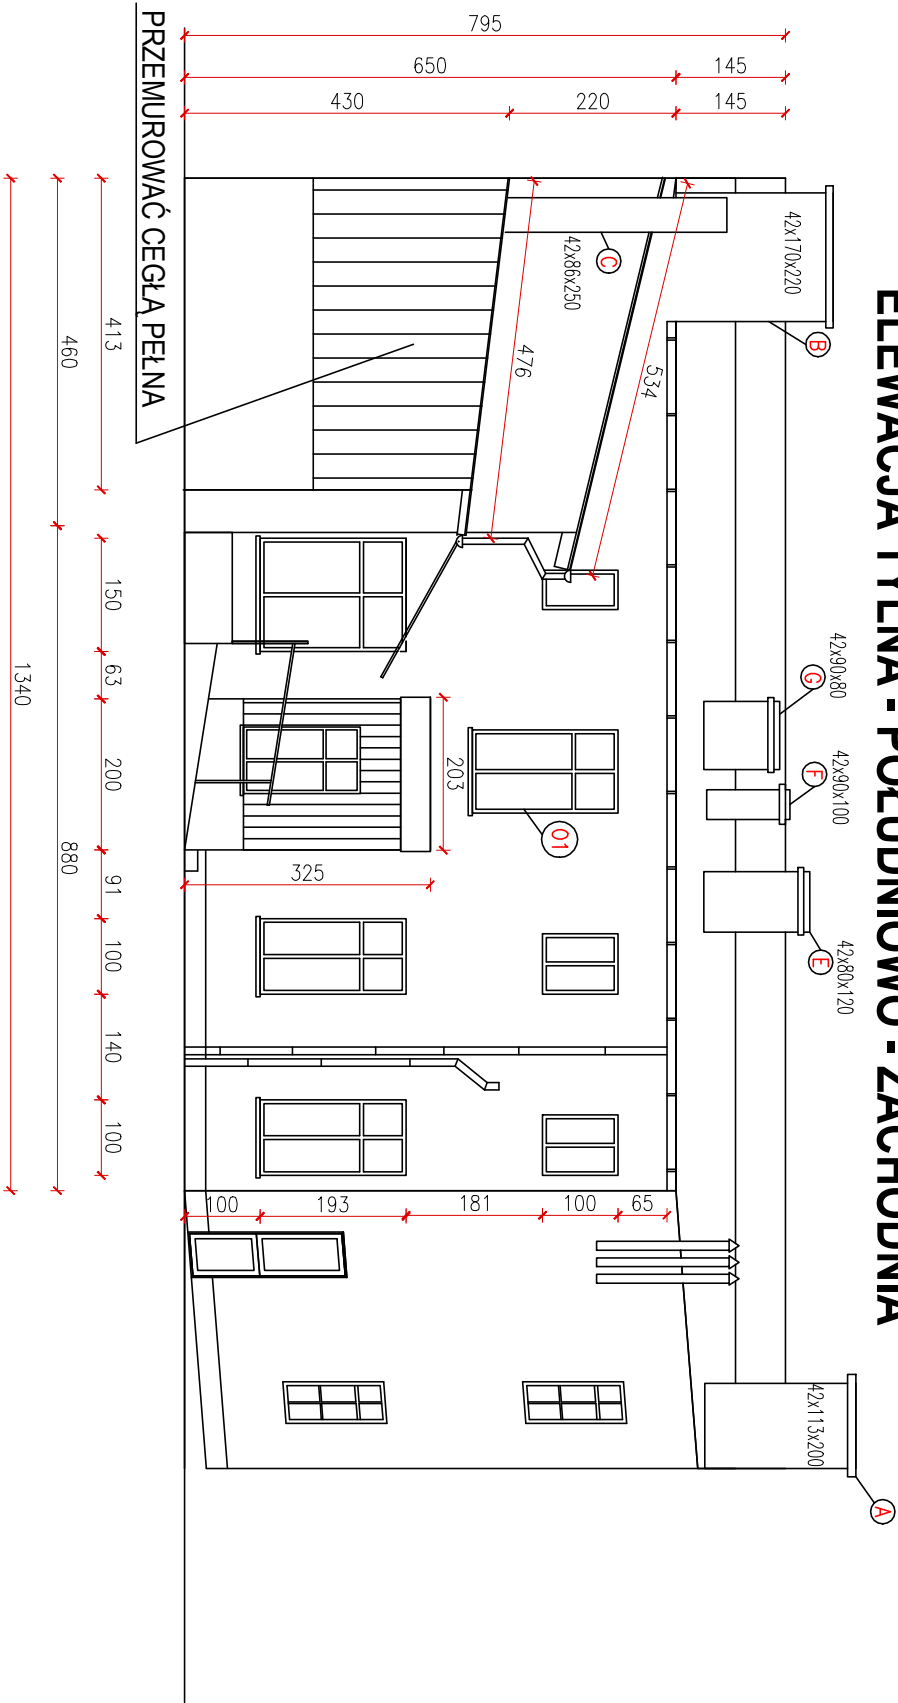 ELEWACJA TYLNA - POŁUDNIOWO - ZACHODNIA
42x170x220
B
C
42x86x250
42x90x80
G
F
42x90x100
E
42x80x120
42x113x200
A
795
650
145
430
220
145
476
534
203
01
325
100
193
181
100
65
PRZEMUROWAĆ CEGŁĄ PEŁNA
413
150
63
200
91
100
140
100
460
880
1340